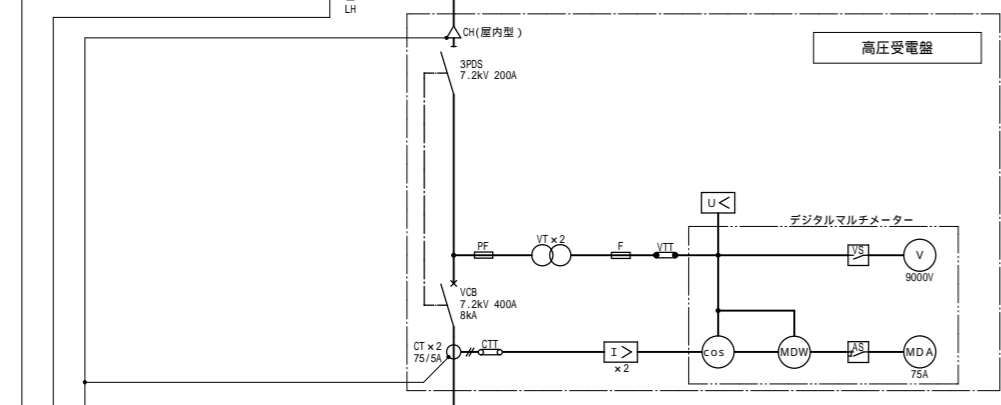 LH
CH(屋内型)
高圧受電盤
3PDS
7.2kV 200A
U<
デジタルマルチメーター
PF
VT×2
F
VTT
VS
V
9000V
VCB
7.2kV 400A
8kA
CT×2
75/5A
CTT
I>
×2
cos
MDW
AS
MDA
75A